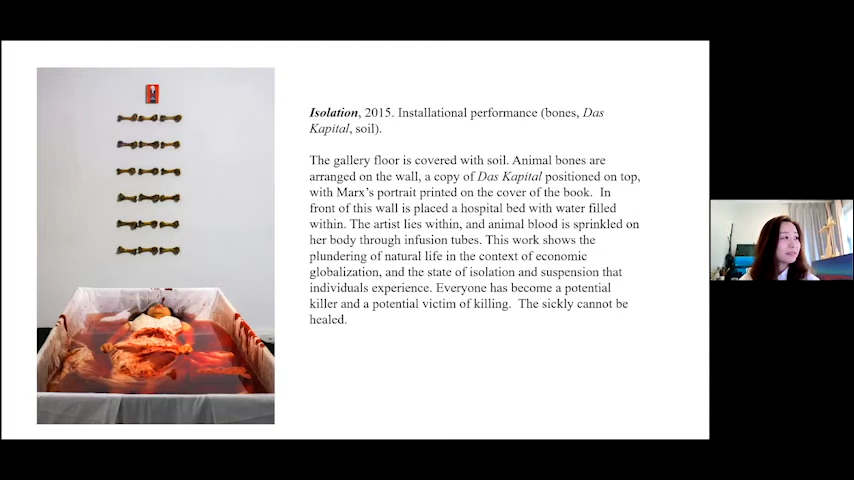 Isolation, 2015. Installational performance (bones, Das
Kapital, soil).
The gallery floor is covered with soil. Animal bones are
arranged on the wall, a copy of Das Kapital positioned on top,
with Marx's portrait printed on the cover of the book.  In
front of this wall is placed a hospital bed with water filled
within. The artist lies within, and animal blood is sprinkled on
her body through infusion tubes. This work shows the
plundering of natural life in the context of economic
globalization, and the state of isolation and suspension that
individuals experience. Everyone has become a potential
killer and a potential victim of killing.  The sickly cannot be
healed.